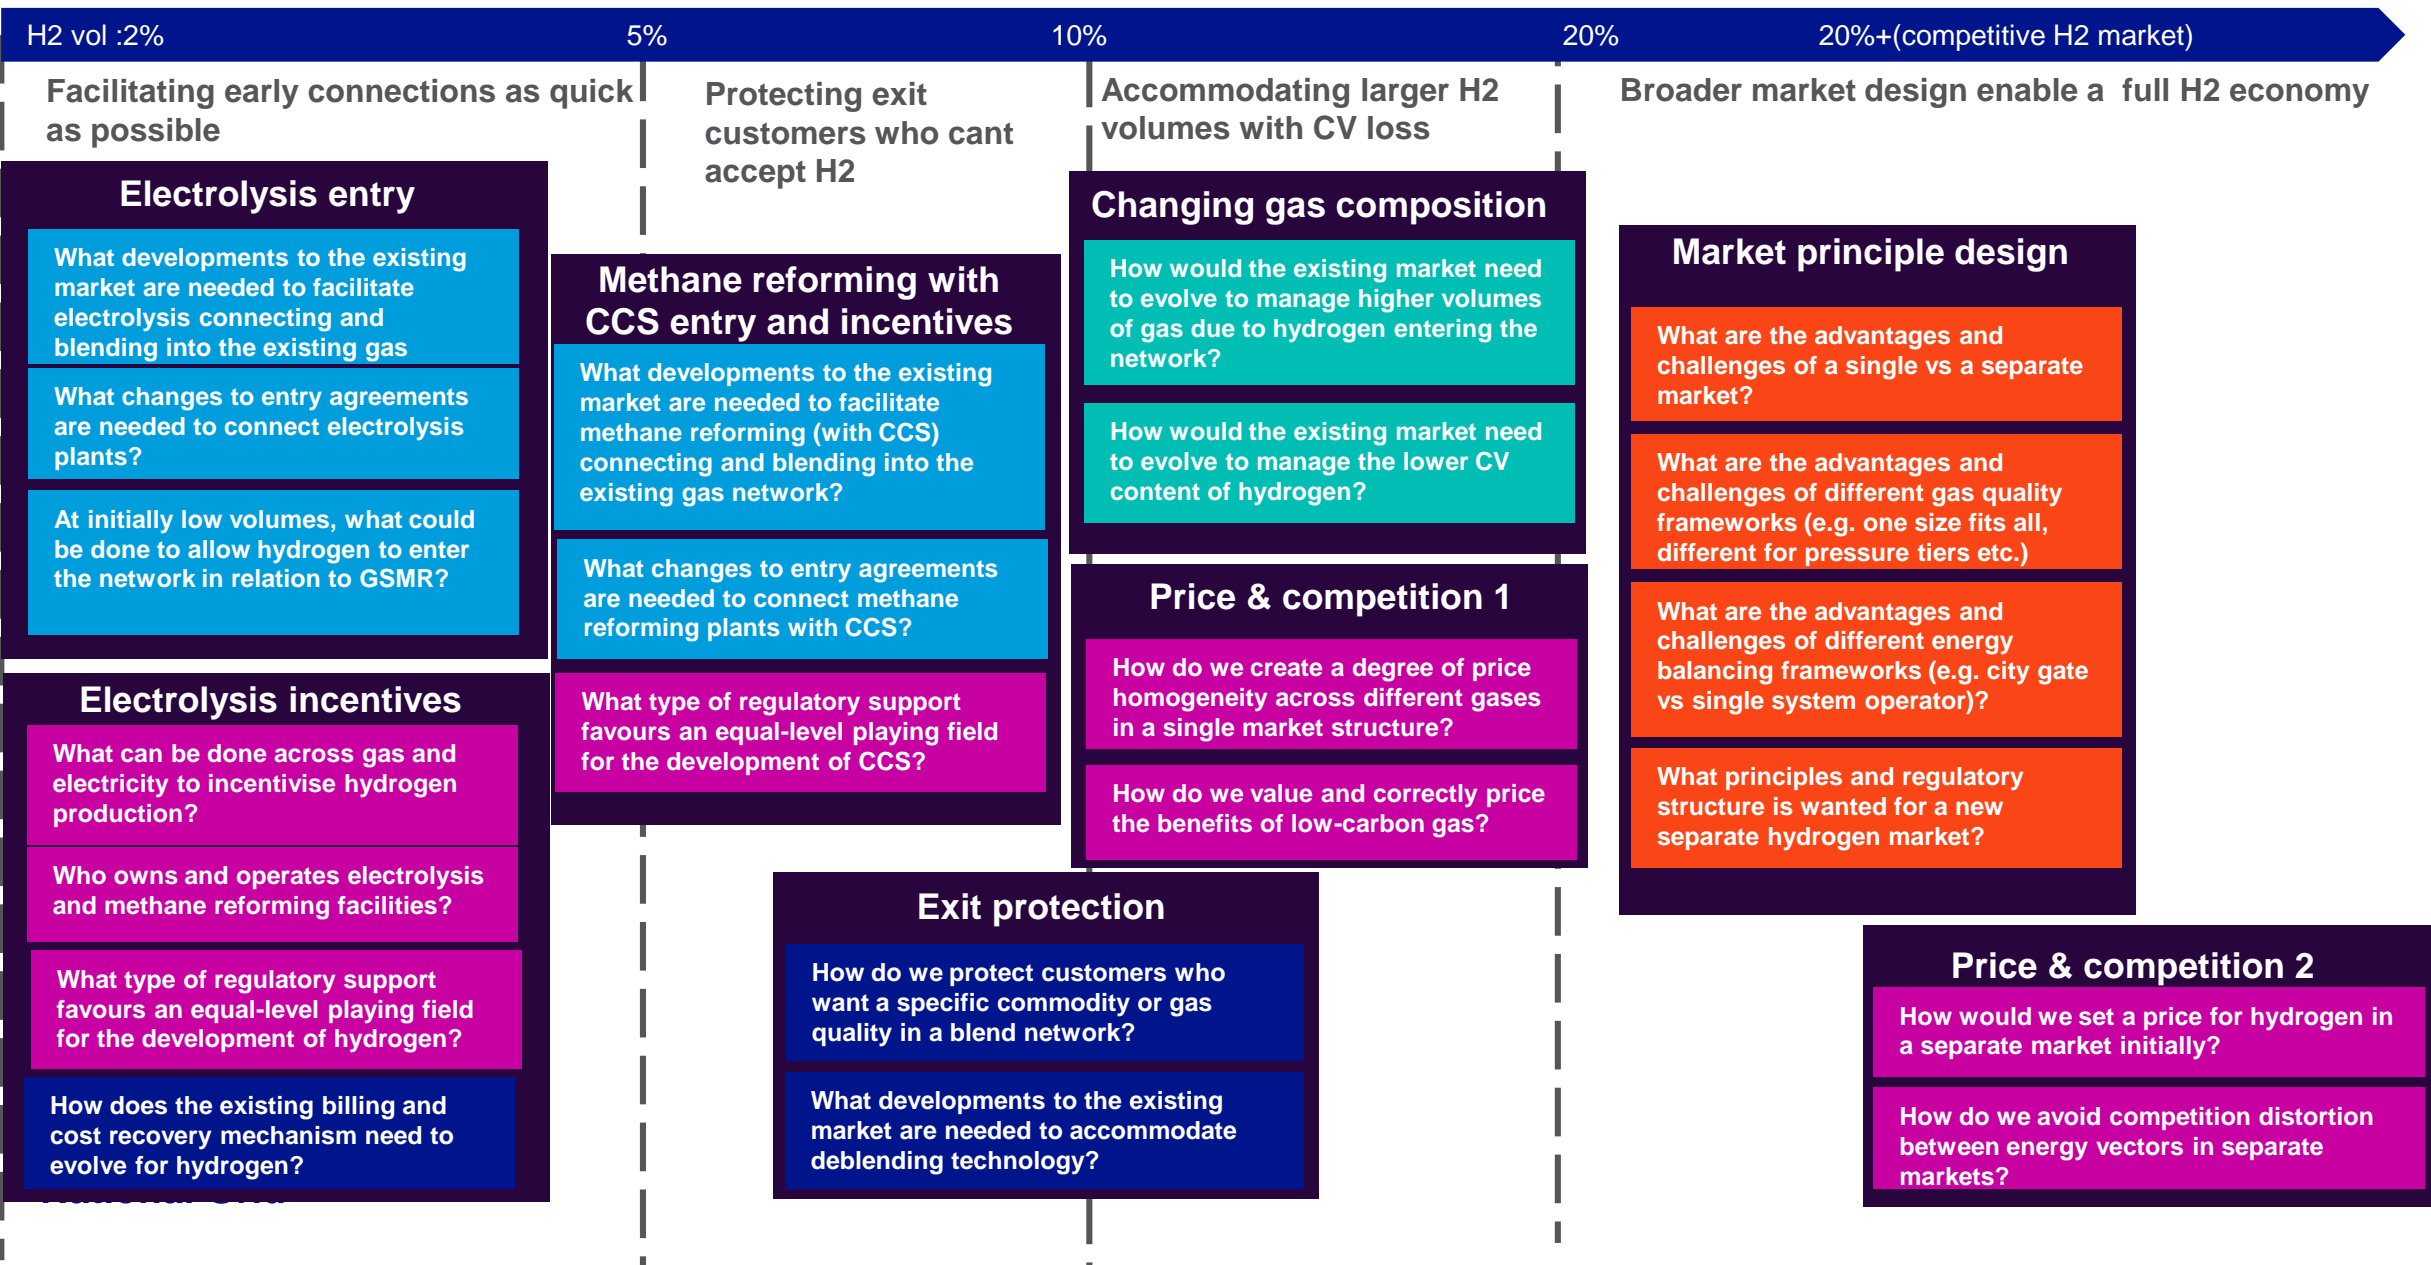 H2 vol :2%
5%
10%
20%
20%+(competitive H2 market)
Facilitating early connections as quick
as possible
Protecting exit
customers who cant
accept H2
Accommodating larger H2
volumes with CV loss
Broader market design enable a full H2 economy
Electrolysis entry
What developments to the existing
market are needed to facilitate
electrolysis connecting and
blending into the existing gas
What changes to entry agreements
are needed to connect electrolysis
plants?
At initially low volumes, what could
be done to allow hydrogen to enter
the network in relation to GSMR?
Electrolysis incentives
What can be done across gas and
electricity to incentivise hydrogen
production?
Who owns and operates electrolysis
and methane reforming facilities?
What type of regulatory support
favours an equal-level playing field
for the development of hydrogen?
How does the existing billing and
cost recovery mechanism need to
evolve for hydrogen?
Methane reforming with
CCS entry and incentives
What developments to the existing
market are needed to facilitate
methane reforming (with CCS)
connecting and blending into the
existing gas network?
What changes to entry agreements
are needed to connect methane
reforming plants with CCS?
What type of regulatory support
favours an equal-level playing field
for the development of CCS?
Exit protection
How do we protect customers who
want a specific commodity or gas
quality in a blend network?
What developments to the existing
market are needed to accommodate
deblending technology?
Changing gas composition
How would the existing market need
to evolve to manage higher volumes
of gas due to hydrogen entering the
network?
How would the existing market need
to evolve to manage the lower CV
content of hydrogen?
Price & competition 1
How do we create a degree of price
homogeneity across different gases
in a single market structure?
How do we value and correctly price
the benefits of low-carbon gas?
Market principle design
What are the advantages and
challenges of a single vs a separate
market?
What are the advantages and
challenges of different gas quality
frameworks (e.g. one size fits all,
different for pressure tiers etc.)
What are the advantages and
challenges of different energy
balancing frameworks (e.g. city gate
vs single system operator)?
What principles and regulatory
structure is wanted for a new
separate hydrogen market?
Price & competition 2
How would we set a price for hydrogen in
a separate market initially?
How do we avoid competition distortion
between energy vectors in separate
markets?